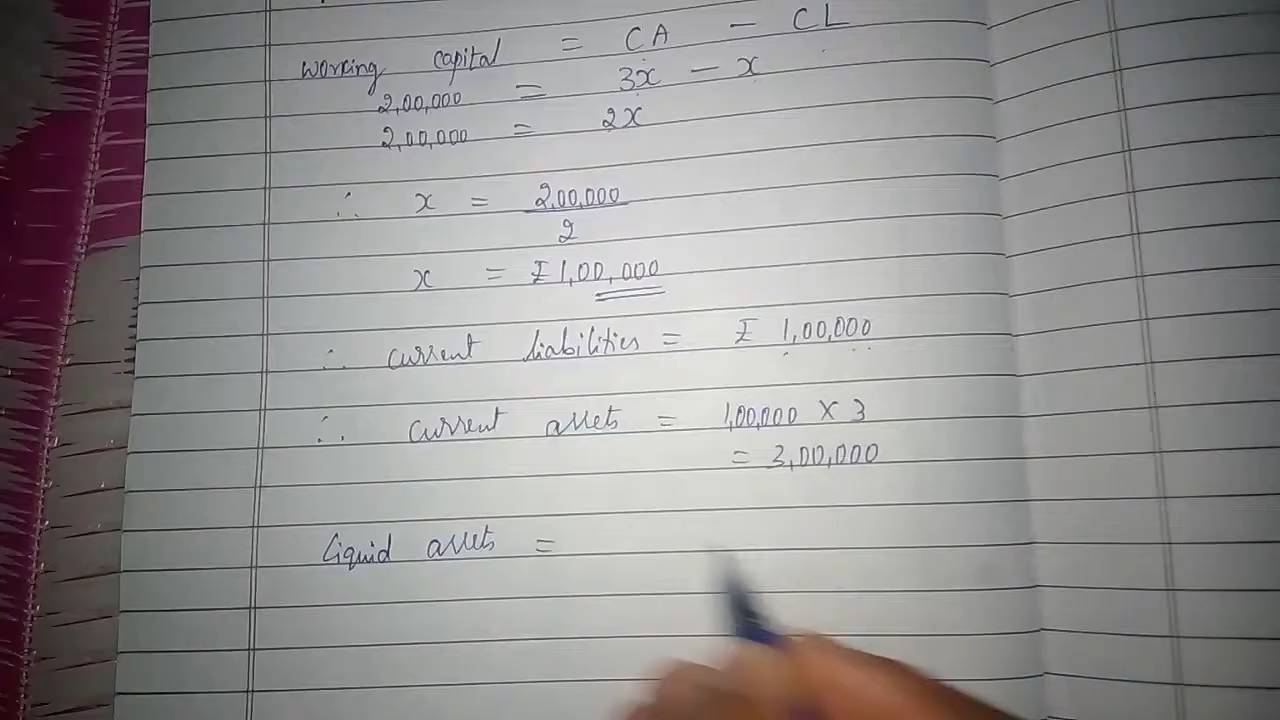 working capital = CA - CL
2,00,000 = 3x - x
2,00,000 = 2x
∴ x = 2,00,000
2
x = ₹ 1,00,000
∴ current liabilities = ₹ 1,00,000
∴ current assets = 1,00,000 X 3
= 3,00,000
Liquid assets =